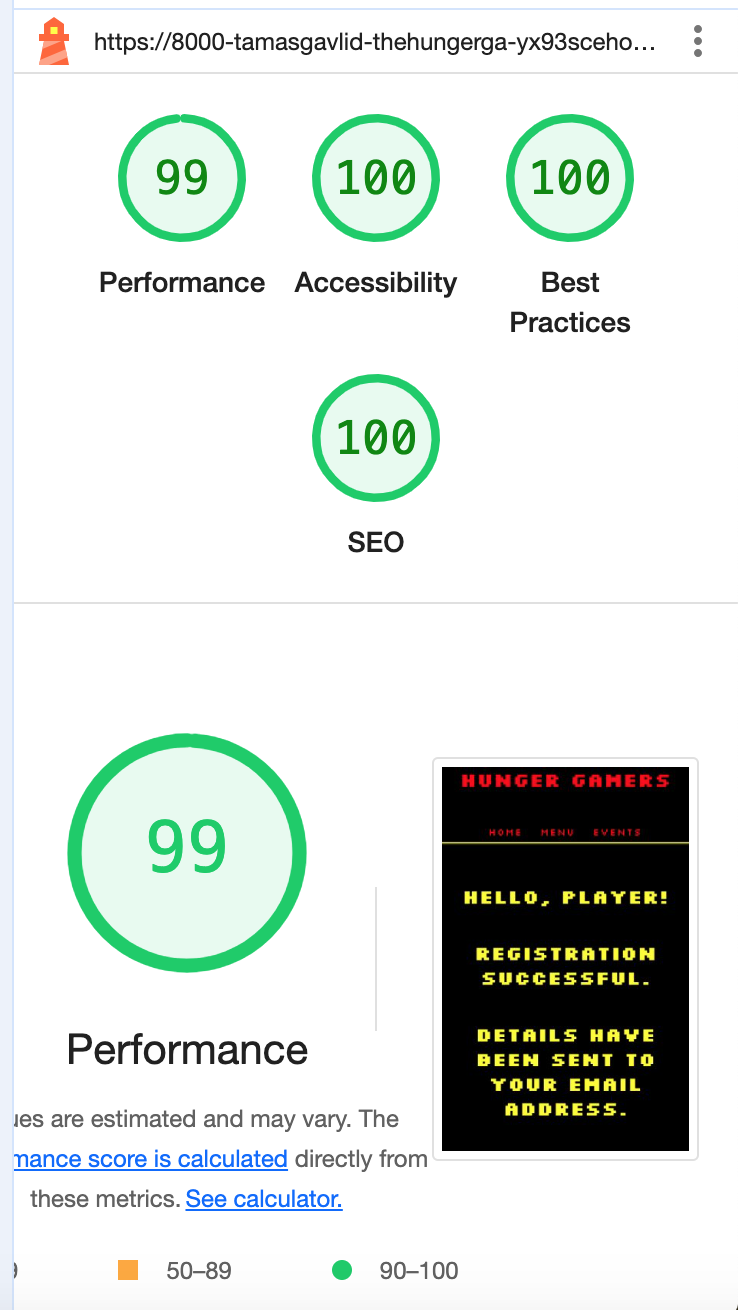 https://8000-tamasgavlid-thehungerga-yx93sceho…
99
100
100
Performance
Accessibility
Best
Practices
100
SEO
99
Performance
ues are estimated and may vary. The
mance score is calculated directly from
these metrics. See calculator.
9
50–89
90–100
HUNGER GAMERS
HOME MENU EVENTS
HELLO, PLAYER!
REGISTRATION
SUCCESSFUL.
DETAILS HAVE
BEEN SENT TO
YOUR EMAIL
ADDRESS.